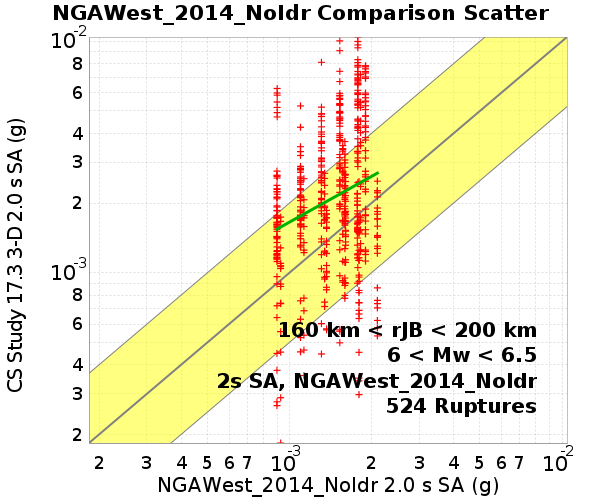 NGAWest_2014_NoIdr Comparison Scatter
CS Study 17.3 3-D 2.0 s SA (g)
10-2
8
6
4
3
2
10-3
8
6
4
3
2
160 km < rJB < 200 km
6 < Mw < 6.5
2s SA, NGAWest_2014_NoIdr
524 Ruptures
2 3 4 5 6 7 10-3 2 3 4 5 6 7 10-2
NGAWest_2014_NoIdr 2.0 s SA (g)